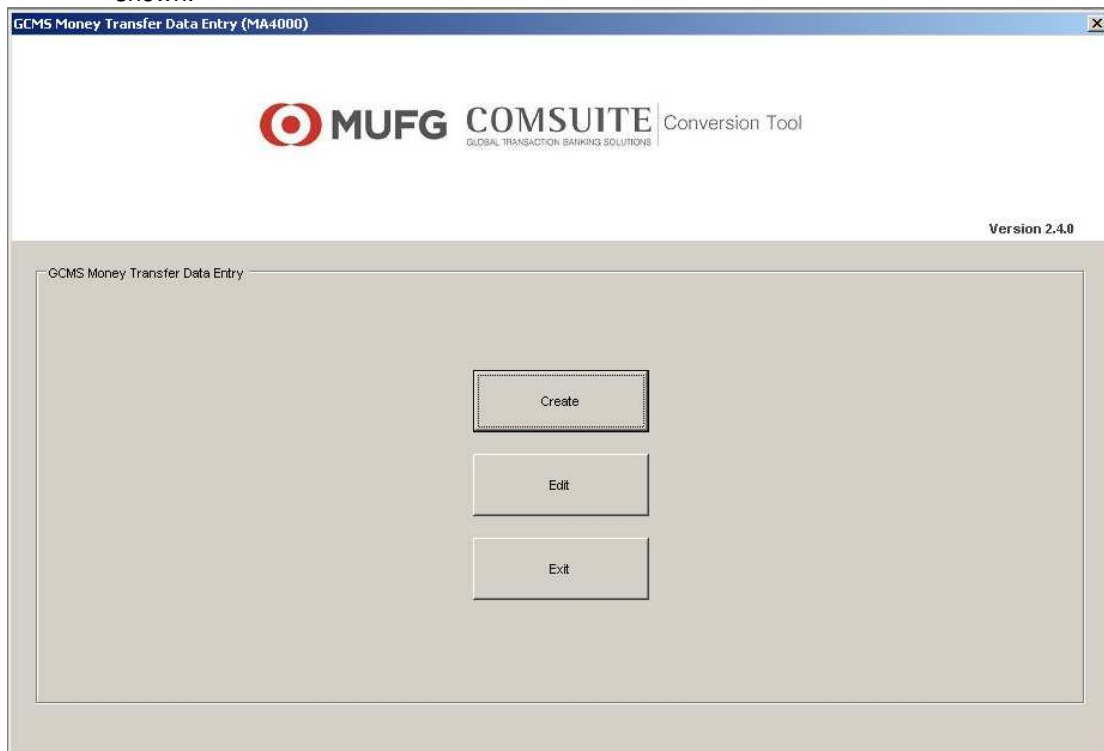 shown.
GCMS Money Transfer Data Entry (MA4000)
MUFG COMSUITE Conversion Tool
GLOBAL TRANSACTION BANKING SOLUTIONS
Version 2.4.0
GCMS Money Transfer Data Entry
Create
Edit
Exit